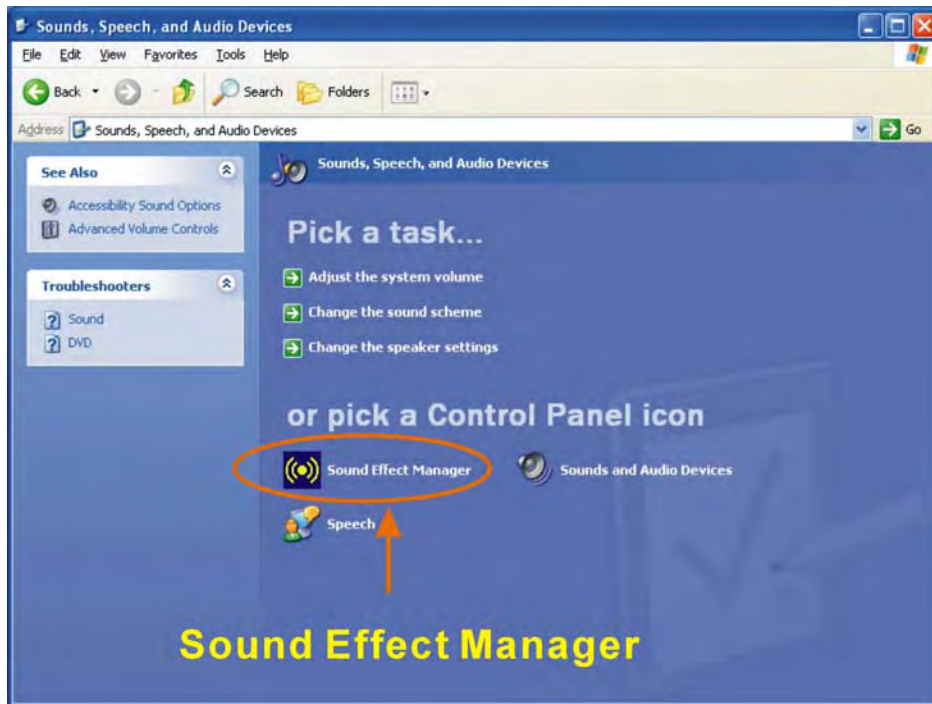 Sounds, Speech, and Audio Devices
File Edit View Favorites Tools Help
Back Search Folders
Address Sounds, Speech, and Audio Devices Go
See Also
Accessibility Sound Options
Advanced Volume Controls
Troubleshooters
Sound
DVD
Sounds, Speech, and Audio Devices
Pick a task...
Adjust the system volume
Change the sound scheme
Change the speaker settings
or pick a Control Panel icon
Sound Effect Manager
Sounds and Audio Devices
Speech
Sound Effect Manager